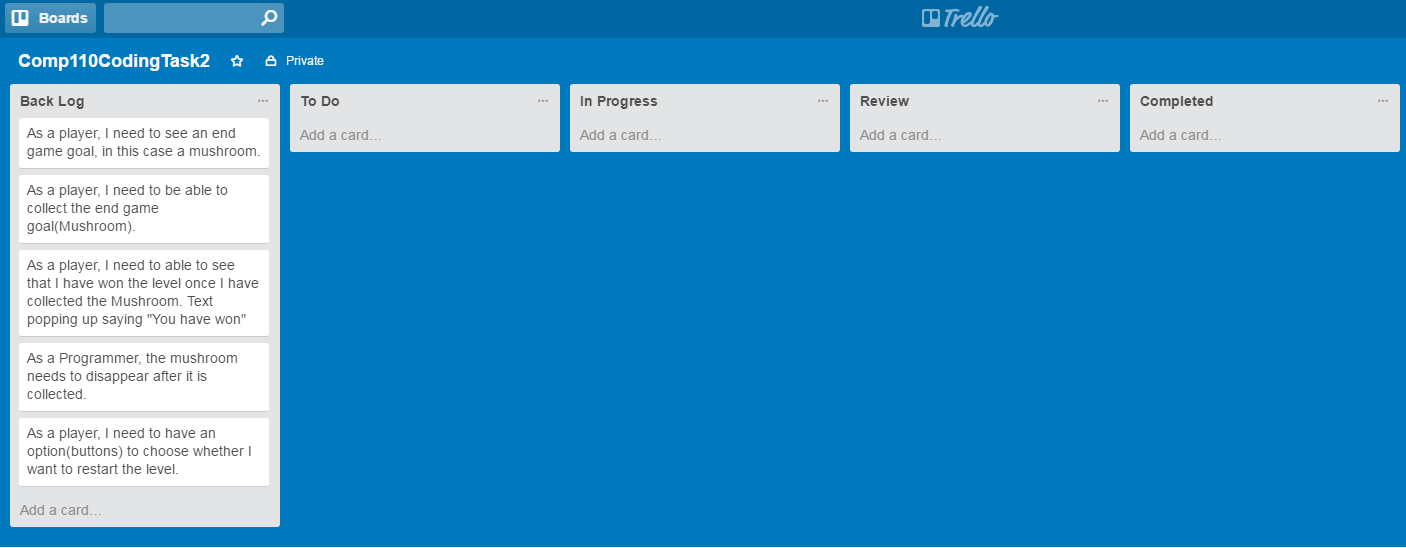 Boards
Trello
Comp110CodingTask2
Private
Back Log
As a player, I need to see an end
game goal, in this case a mushroom.
As a player, I need to be able to
collect the end game
goal(Mushroom).
As a player, I need to able to see
that I have won the level once I have
collected the Mushroom. Text
popping up saying "You have won"
As a Programmer, the mushroom
needs to disappear after it is
collected.
As a player, I need to have an
option(buttons) to choose whether I
want to restart the level.
Add a card…
To Do
Add a card…
In Progress
Add a card…
Review
Add a card…
Completed
Add a card…